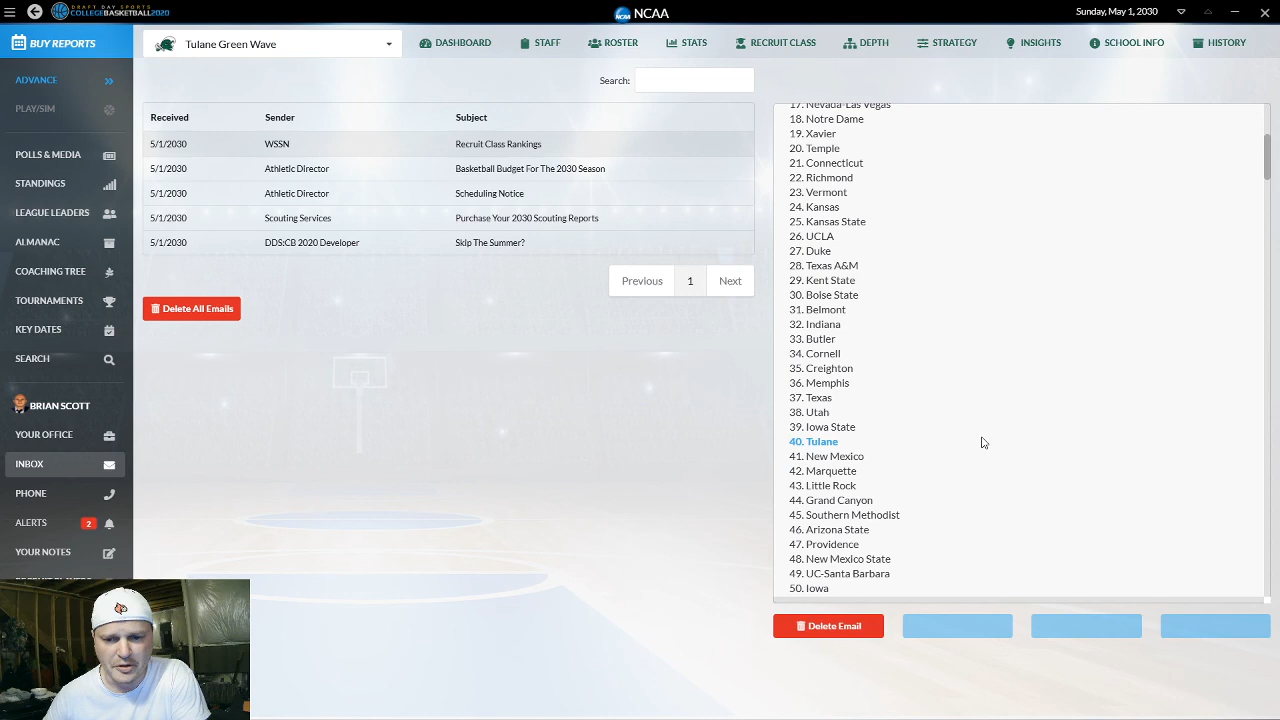 DRAFT DAY SPORTS
COLLEGE BASKETBALL 2020
NCAA
NCAA
Sunday, May 1, 2030
BUY REPORTS
Tulane Green Wave
DASHBOARD
STAFF
ROSTER
STATS
RECRUIT CLASS
DEPTH
STRATEGY
INSIGHTS
SCHOOL INFO
HISTORY
ADVANCE
PLAY/SIM
POLLS & MEDIA
STANDINGS
LEAGUE LEADERS
ALMANAC
COACHING TREE
TOURNAMENTS
KEY DATES
SEARCH
BRIAN SCOTT
YOUR OFFICE
INBOX
PHONE
ALERTS 2
YOUR NOTES
Search:
Received Sender Subject
5/1/2030 WSSN Recruit Class Rankings
5/1/2030 Athletic Director Basketball Budget For The 2030 Season
5/1/2030 Athletic Director Scheduling Notice
5/1/2030 Scouting Services Purchase Your 2030 Scouting Reports
5/1/2030 DDS:CB 2020 Developer Skip The Summer?
Previous 1 Next
Delete All Emails
17. Nevada-Las Vegas
18. Notre Dame
19. Xavier
20. Temple
21. Connecticut
22. Richmond
23. Vermont
24. Kansas
25. Kansas State
26. UCLA
27. Duke
28. Texas A&M
29. Kent State
30. Boise State
31. Belmont
32. Indiana
33. Butler
34. Cornell
35. Creighton
36. Memphis
37. Texas
38. Utah
39. Iowa State
40. Tulane
41. New Mexico
42. Marquette
43. Little Rock
44. Grand Canyon
45. Southern Methodist
46. Arizona State
47. Providence
48. New Mexico State
49. UC-Santa Barbara
50. Iowa
Delete Email